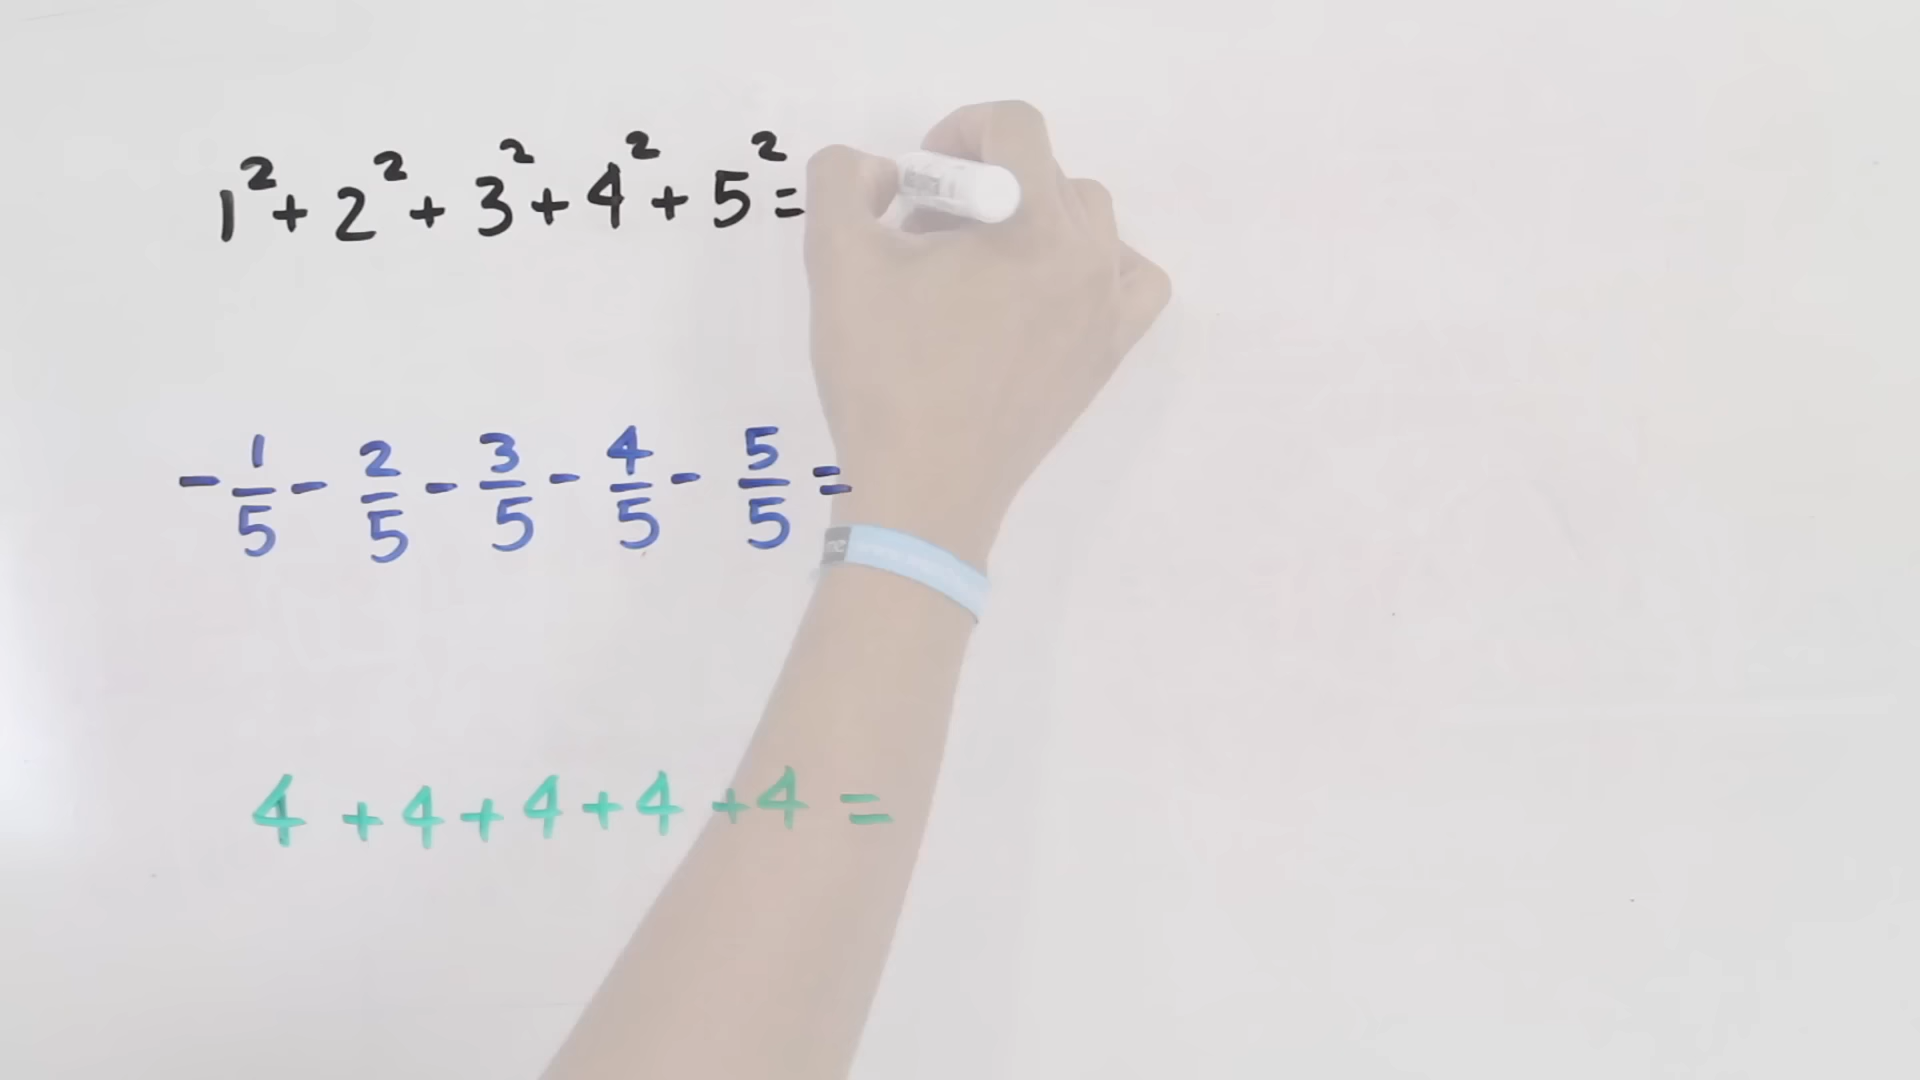 1² + 2² + 3² + 4² + 5² =
- 1/5 - 2/5 - 3/5 - 4/5 - 5/5 =
4 + 4 + 4 + 4 + 4 =